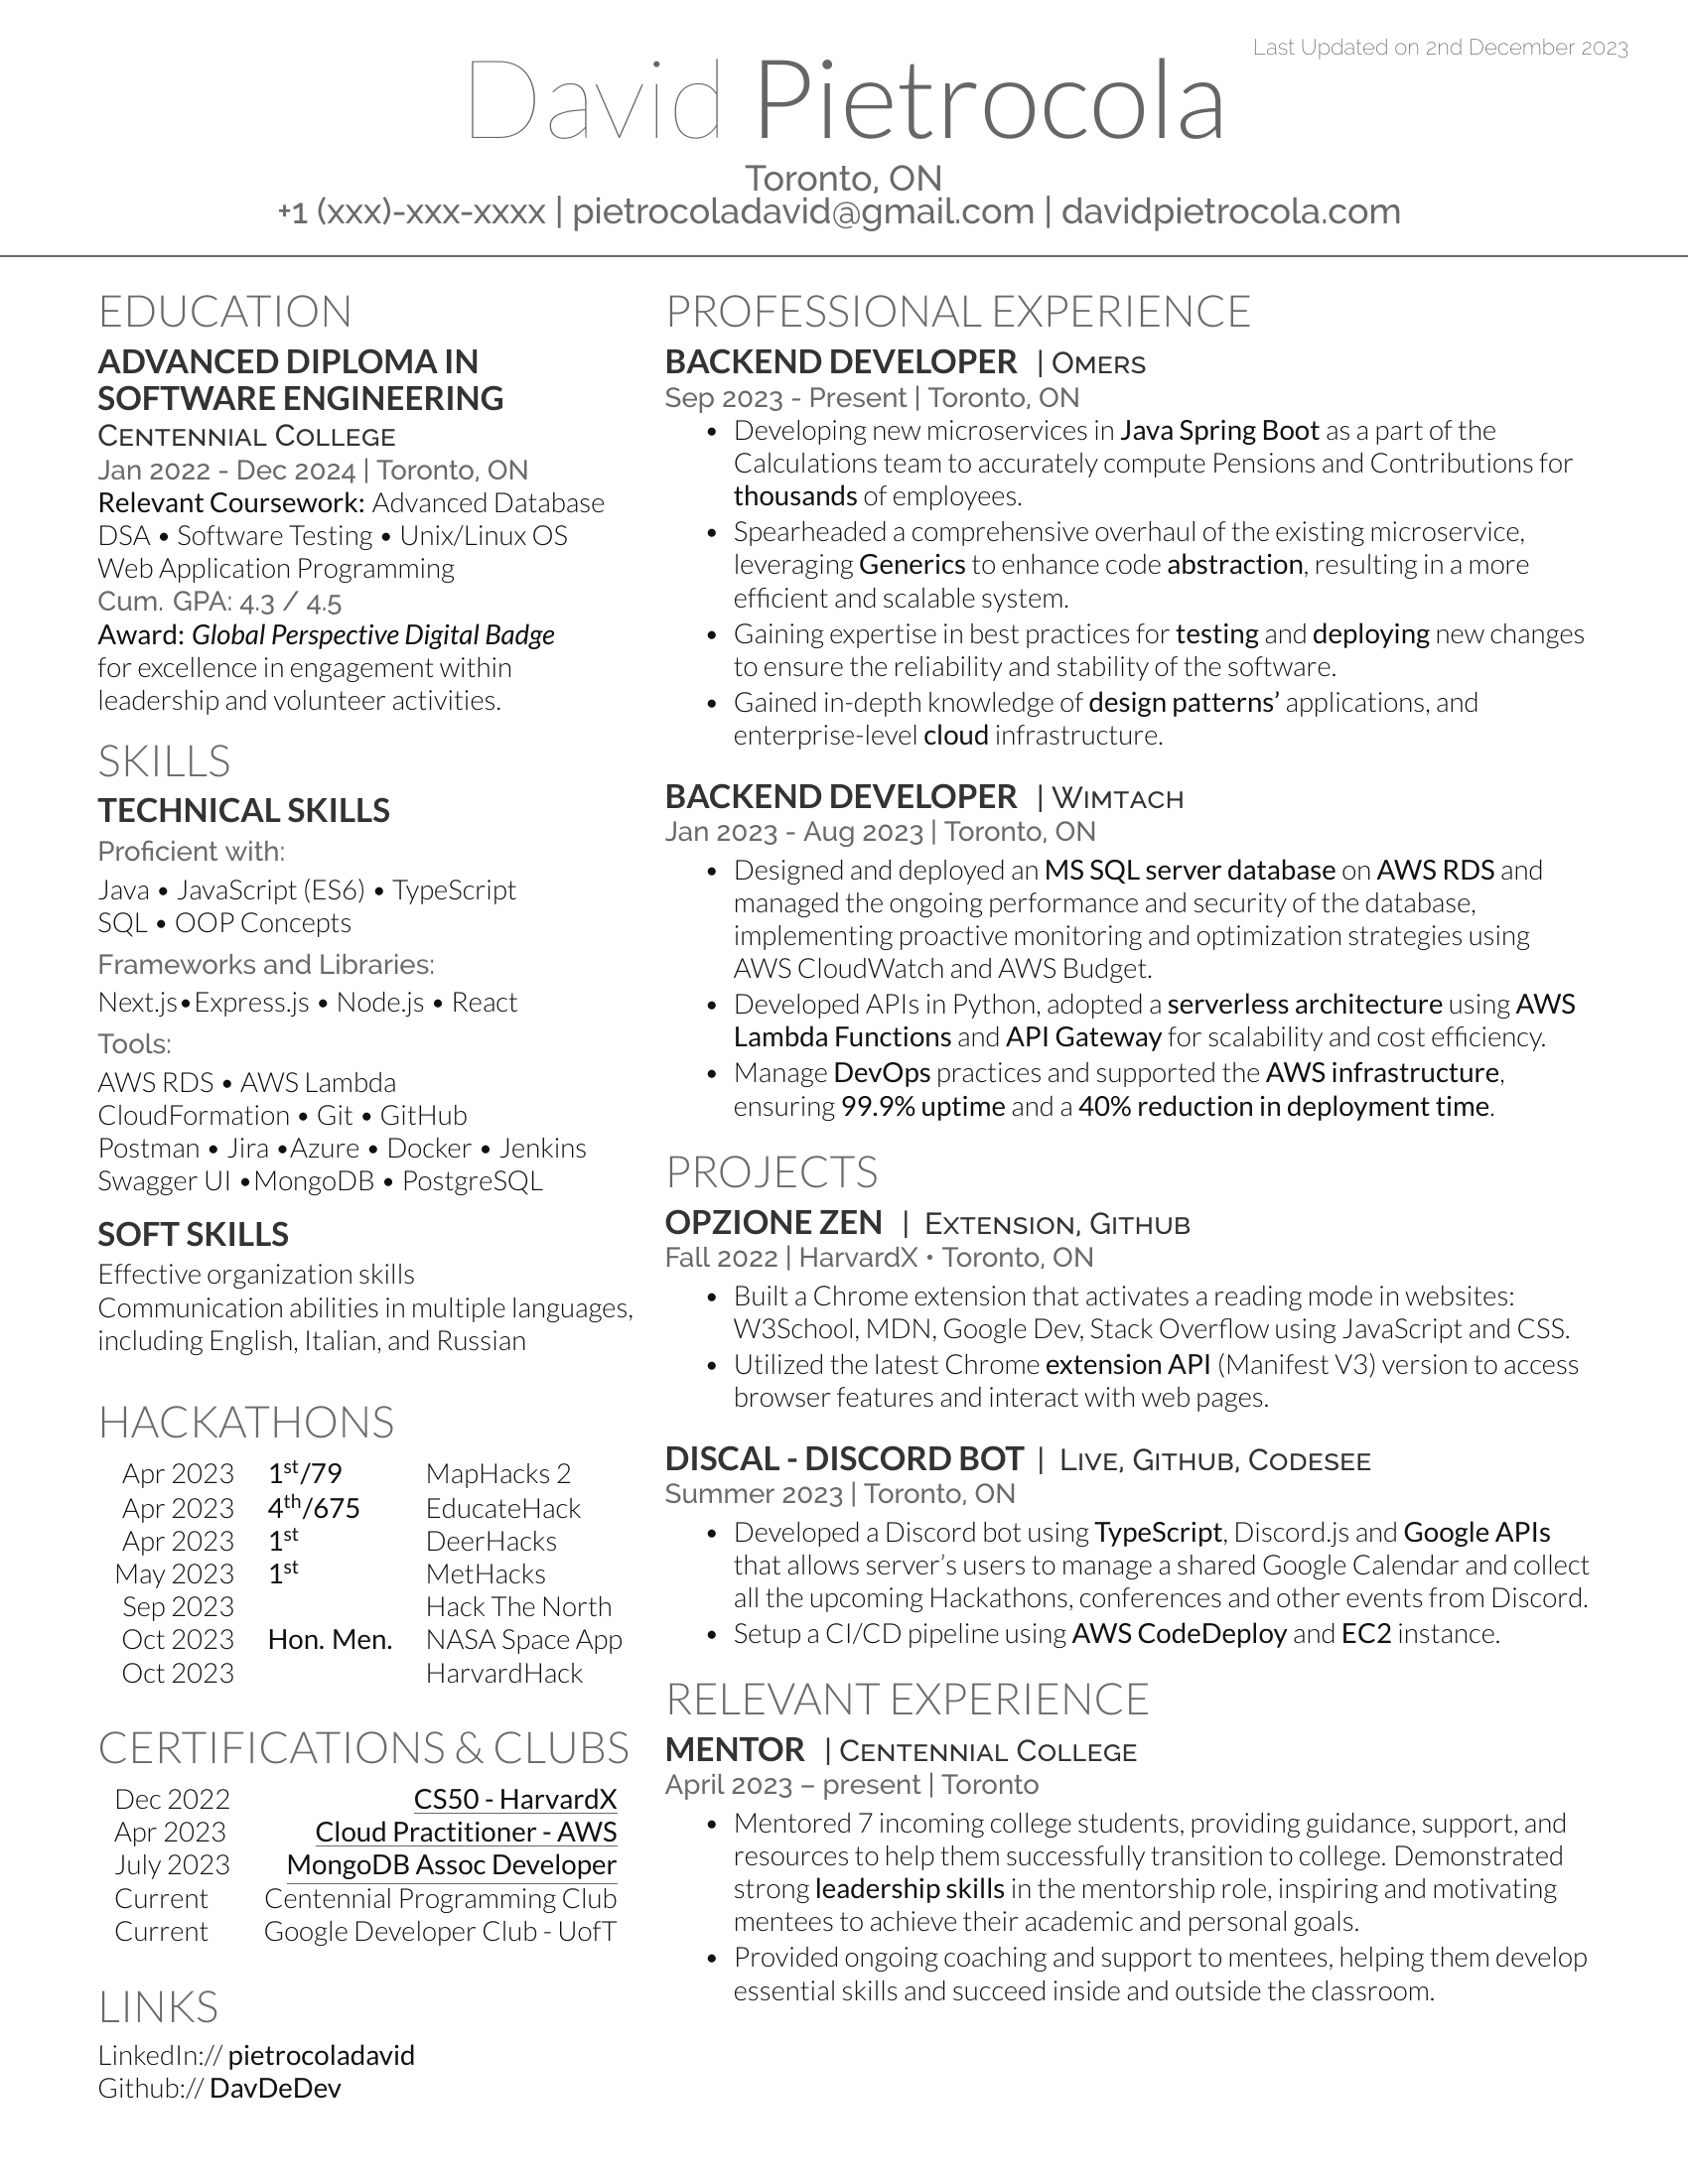 Last Updated on 2nd December 2023
David Pietrocola
Toronto, ON
+1 (xxx)-xxx-xxxx | pietrocoladavid@gmail.com | davidpietrocola.com
EDUCATION
ADVANCED DIPLOMA IN
SOFTWARE ENGINEERING
CENTENNIAL COLLEGE
Jan 2022 - Dec 2024 | Toronto, ON
Relevant Coursework: Advanced Database
DSA • Software Testing • Unix/Linux OS
Web Application Programming
Cum. GPA: 4.3 / 4.5
Award: Global Perspective Digital Badge
for excellence in engagement within
leadership and volunteer activities.
SKILLS
TECHNICAL SKILLS
Proficient with:
Java • JavaScript (ES6) • TypeScript
SQL • OOP Concepts
Frameworks and Libraries:
Next.js•Express.js • Node.js • React
Tools:
AWS RDS • AWS Lambda
CloudFormation • Git • GitHub
Postman • Jira •Azure • Docker • Jenkins
Swagger UI •MongoDB • PostgreSQL
SOFT SKILLS
Effective organization skills
Communication abilities in multiple languages,
including English, Italian, and Russian
HACKATHONS
Apr 2023 1st/79 MapHacks 2
Apr 2023 4th/675 EducateHack
Apr 2023 1st DeerHacks
May 2023 1st MetHacks
Sep 2023 Hack The North
Oct 2023 Hon. Men. NASA Space App
Oct 2023 HarvardHack
CERTIFICATIONS & CLUBS
Dec 2022 CS50 - HarvardX
Apr 2023 Cloud Practitioner - AWS
July 2023 MongoDB Assoc Developer
Current Centennial Programming Club
Current Google Developer Club - UofT
LINKS
LinkedIn:// pietrocoladavid
Github:// DavDeDev
PROFESSIONAL EXPERIENCE
BACKEND DEVELOPER | OMERS
Sep 2023 - Present | Toronto, ON
• Developing new microservices in Java Spring Boot as a part of the
Calculations team to accurately compute Pensions and Contributions for
thousands of employees.
• Spearheaded a comprehensive overhaul of the existing microservice,
leveraging Generics to enhance code abstraction, resulting in a more
efficient and scalable system.
• Gaining expertise in best practices for testing and deploying new changes
to ensure the reliability and stability of the software.
• Gained in-depth knowledge of design patterns’ applications, and
enterprise-level cloud infrastructure.
BACKEND DEVELOPER | WIMTACH
Jan 2023 - Aug 2023 | Toronto, ON
• Designed and deployed an MS SQL server database on AWS RDS and
managed the ongoing performance and security of the database,
implementing proactive monitoring and optimization strategies using
AWS CloudWatch and AWS Budget.
• Developed APIs in Python, adopted a serverless architecture using AWS
Lambda Functions and API Gateway for scalability and cost efficiency.
• Manage DevOps practices and supported the AWS infrastructure,
ensuring 99.9% uptime and a 40% reduction in deployment time.
PROJECTS
OPZIONE ZEN | EXTENSION, GITHUB
Fall 2022 | HarvardX • Toronto, ON
• Built a Chrome extension that activates a reading mode in websites:
W3School, MDN, Google Dev, Stack Overflow using JavaScript and CSS.
• Utilized the latest Chrome extension API (Manifest V3) version to access
browser features and interact with web pages.
DISCAL - DISCORD BOT | LIVE, GITHUB, CODESEE
Summer 2023 | Toronto, ON
• Developed a Discord bot using TypeScript, Discord.js and Google APIs
that allows server’s users to manage a shared Google Calendar and collect
all the upcoming Hackathons, conferences and other events from Discord.
• Setup a CI/CD pipeline using AWS CodeDeploy and EC2 instance.
RELEVANT EXPERIENCE
MENTOR | CENTENNIAL COLLEGE
April 2023 – present | Toronto
• Mentored 7 incoming college students, providing guidance, support, and
resources to help them successfully transition to college. Demonstrated
strong leadership skills in the mentorship role, inspiring and motivating
mentees to achieve their academic and personal goals.
• Provided ongoing coaching and support to mentees, helping them develop
essential skills and succeed inside and outside the classroom.